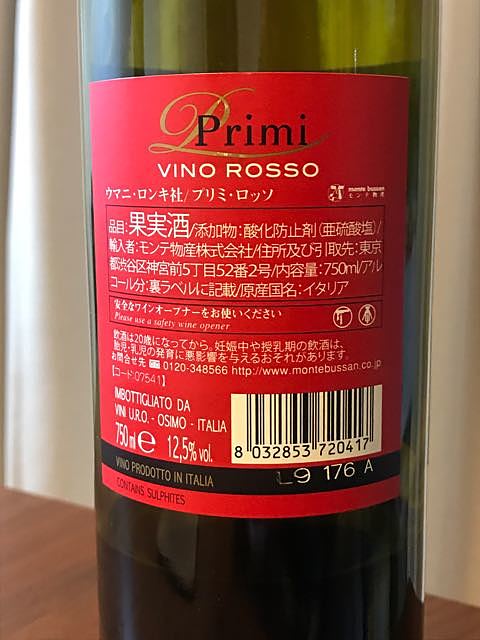 Primi
VINO ROSSO
ウマニ・ロンキ社/プリミ・ロッソ
monte bussan
モンテ物産
品目:果実酒/添加物:酸化防止剤(亜硫酸塩)/
輸入者:モンテ物産株式会社/住所及び引取先:東京
都渋谷区神宮前5丁目52番2号/内容量:750ml/アル
コール分:裏ラベルに記載/原産国名:イタリア
安全なワインオープナーをお使いください
Please use a safety wine opener
飲酒は20歳になってから。妊娠中や授乳期の飲酒は、
胎児・乳児の発育に悪影響を与えるおそれがあります。
お問合せ先 0120-348566 http://www.montebussan.co.jp
【コード:07541】
IMBOTTIGLIATO DA
VINI U.R.O. - OSIMO - ITALIA
750 ml e 12,5% vol.
8 032853 720417
VINO PRODOTTO IN ITALIA
L9 176 A
CONTAINS SULPHITES